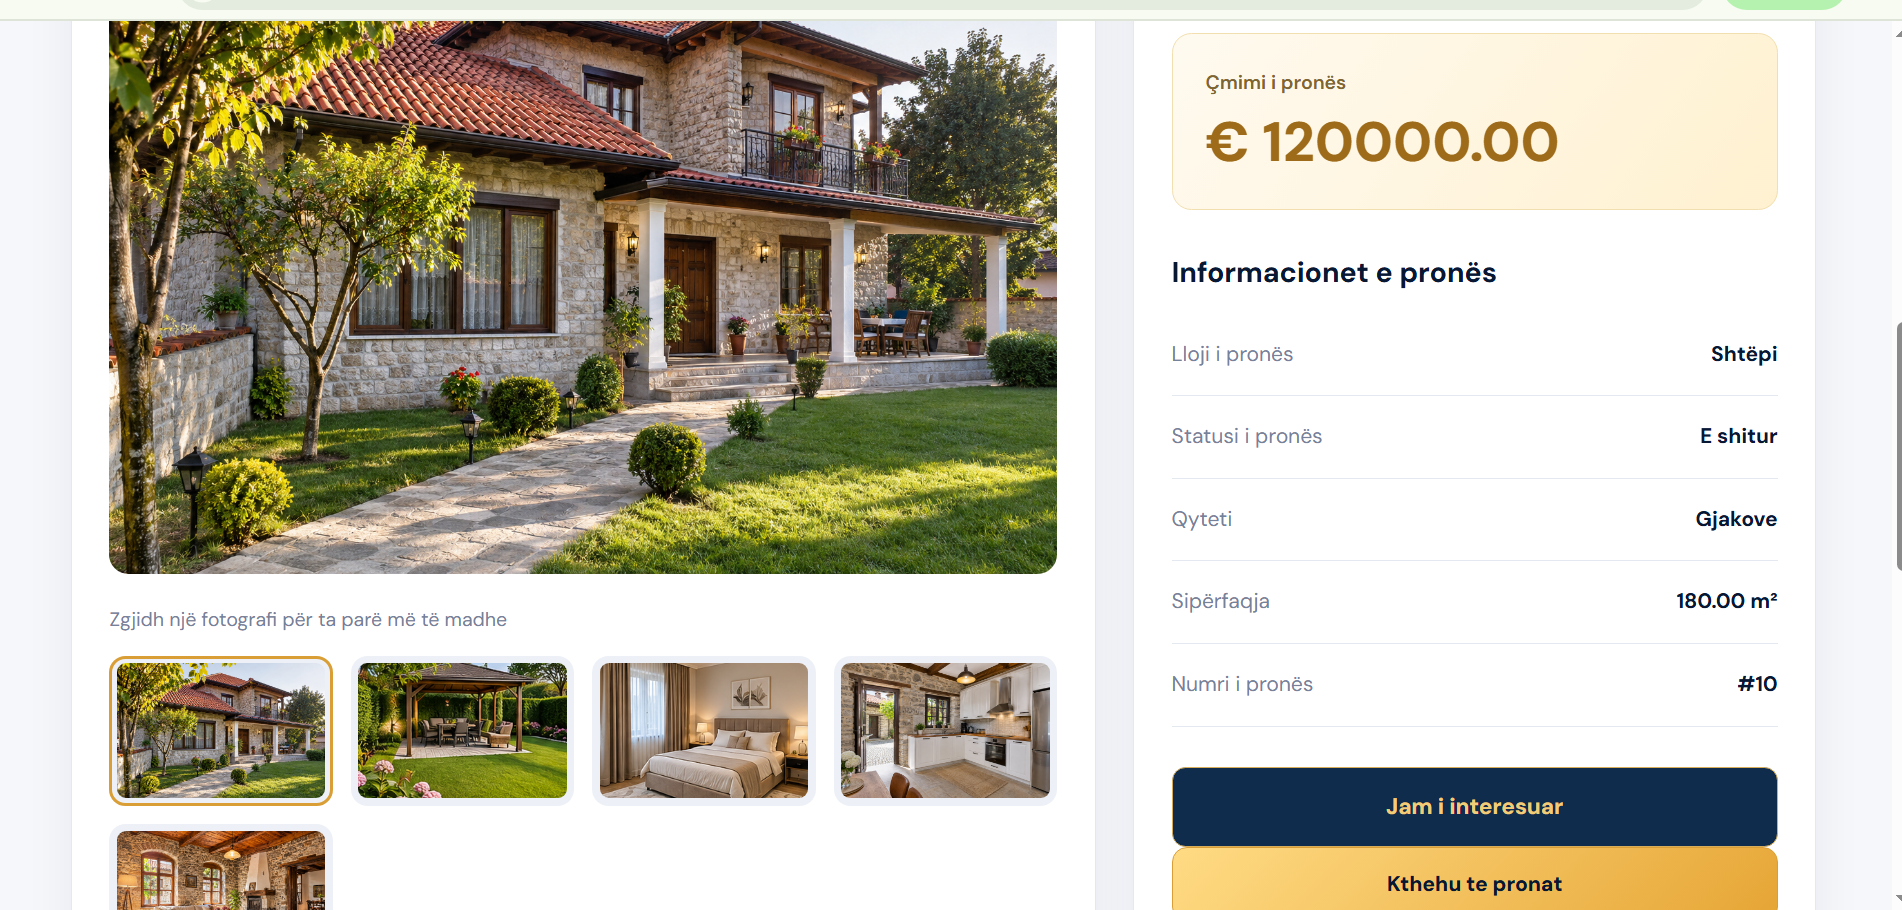 Çmimi i pronës
€ 120000.00
Informacionet e pronës
Lloji i pronës Shtëpi
Statusi i pronës E shitur
Qyteti Gjakove
Sipërfaqja 180.00 m²
Numri i pronës #10
Jam i interesuar
Kthehu te pronat
Zgjidh një fotografi për ta parë më të madhe